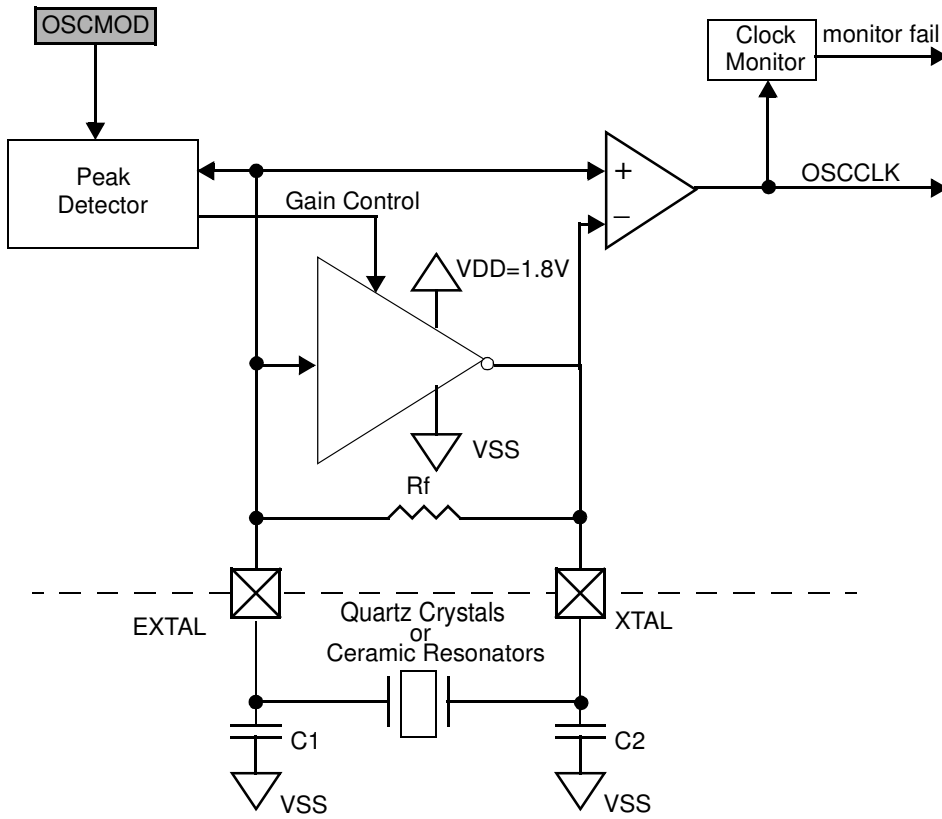 OSCMOD
Clock
Monitor
monitor fail
Peak
Detector
+
OSCCLK
Gain Control
–
VDD=1.8V
VSS
Rf
EXTAL
Quartz Crystals
or
Ceramic Resonators
XTAL
C1
C2
VSS
VSS